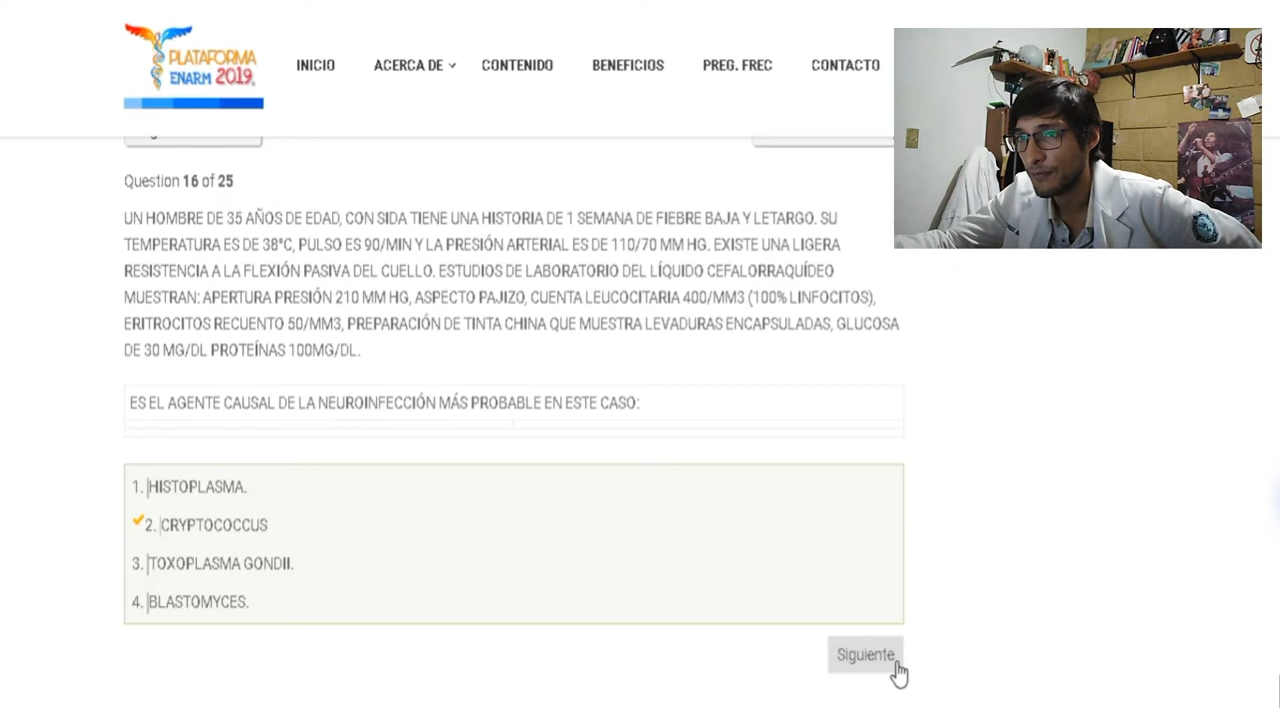 PLATAFORMA
ENARM 2019
INICIO
ACERCA DE
CONTENIDO
BENEFICIOS
PREG. FREC
CONTACTO
Question 16 of 25
UN HOMBRE DE 35 AÑOS DE EDAD, CON SIDA TIENE UNA HISTORIA DE 1 SEMANA DE FIEBRE BAJA Y LETARGO. SU
TEMPERATURA ES DE 38°C, PULSO ES 90/MIN Y LA PRESIÓN ARTERIAL ES DE 110/70 MM HG. EXISTE UNA LIGERA
RESISTENCIA A LA FLEXIÓN PASIVA DEL CUELLO. ESTUDIOS DE LABORATORIO DEL LÍQUIDO CEFALORRAQUÍDEO
MUESTRAN: APERTURA PRESIÓN 210 MM HG, ASPECTO PAJIZO, CUENTA LEUCOCITARIA 400/MM3 (100% LINFOCITOS),
ERITROCITOS RECUENTO 50/MM3, PREPARACIÓN DE TINTA CHINA QUE MUESTRA LEVADURAS ENCAPSULADAS, GLUCOSA
DE 30 MG/DL PROTEÍNAS 100MG/DL.
ES EL AGENTE CAUSAL DE LA NEUROINFECCIÓN MÁS PROBABLE EN ESTE CASO:
1. HISTOPLASMA.
2. CRYPTOCOCCUS
3. TOXOPLASMA GONDII.
4. BLASTOMYCES.
Siguiente